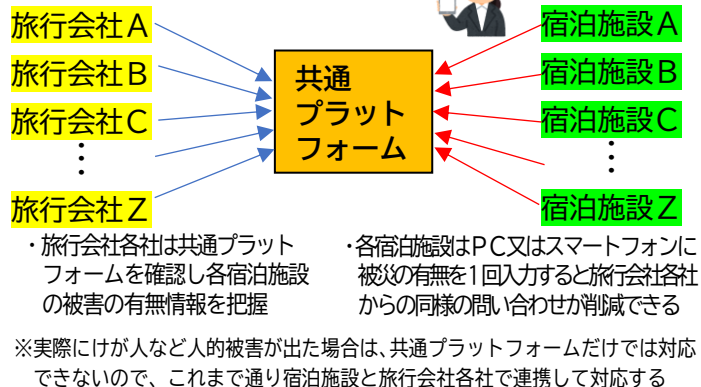 旅行会社A
旅行会社B
旅行会社C
⋮
旅行会社Z
共通
プラット
フォーム
宿泊施設A
宿泊施設B
宿泊施設C
⋮
宿泊施設Z
・旅行会社各社は共通プラット
フォームを確認し各宿泊施設
の被害の有無情報を把握
・各宿泊施設はPC又はスマートフォンに
被災の有無を1回入力すると旅行会社各社
からの同様の問い合わせが削減できる
※実際にけが人など人的被害が出た場合は、共通プラットフォームだけでは対応
できないので、これまで通り宿泊施設と旅行会社各社で連携して対応する